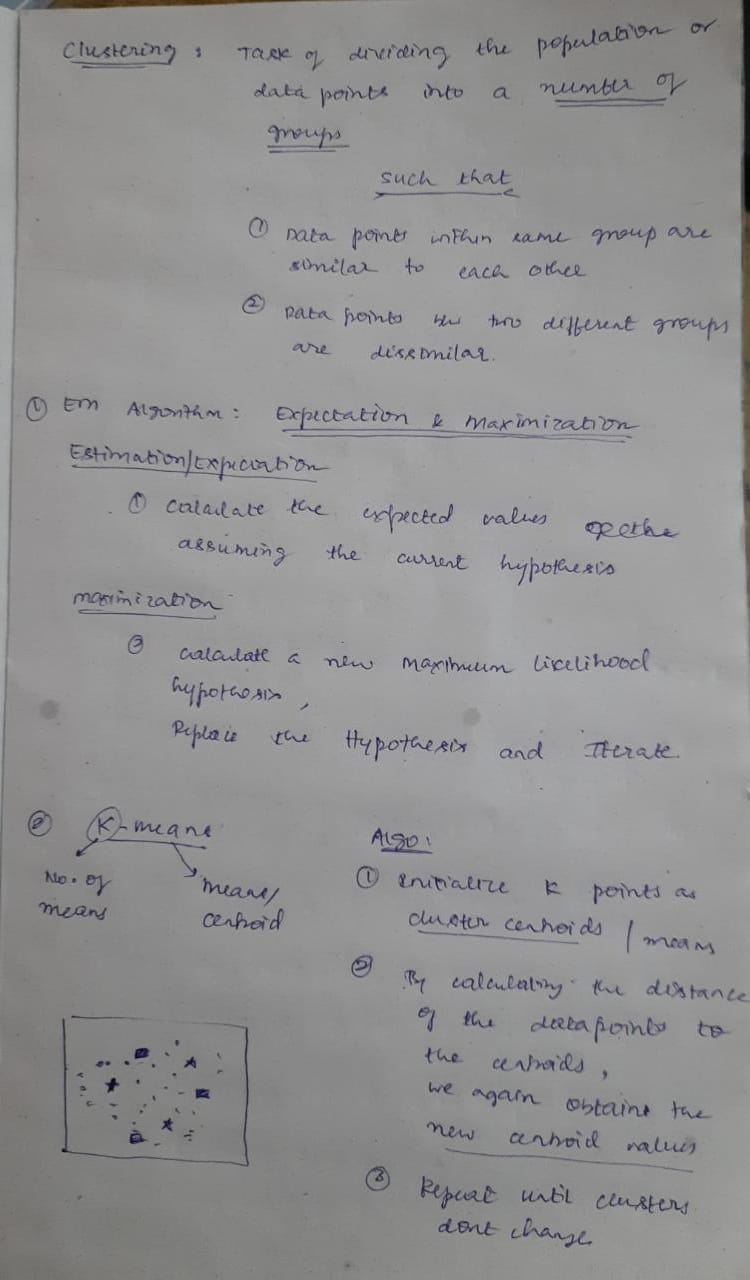 Clustering : Task of dividing the population or
data points into a number of
groups
such that
① Data points within same group are
similar to each other
② Data points b/w two different groups
are dissimilar.
① EM Algorithm : Expectation & Maximization
Estimation/Expectation
① Calculate the expected values
assuming the current hypothesis
maximization
② calculate a new maximum likelihood
hypothesis,
Replace the Hypothesis and Iterate.
② K-means
No. of
means
means/
centroid
Algo:
① Initialize K points as
cluster centroids / means
② By calculating the distance
of the datapoints to
the centroids,
we again obtain the
new centroid values
③ Repeat until clusters
dont change